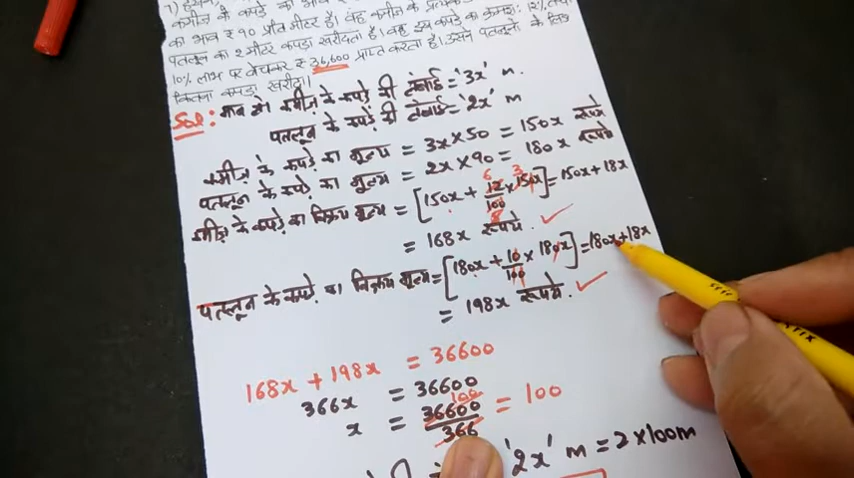 कमीज़ के कपड़े का भाव
का भाव ₹ 90 प्रति मीटर है। वह कमीज के प्रत्येक
पतलून का 2 मीटर कपड़ा खरीदता है। वह इस कपड़े को क्रमशः 12%
10% लाभ पर बेचकर ₹ 36,600 प्राप्त करता है। उसने पतलूनों के लिए
कितना कपड़ा खरीदा।
Sol: माना की कमीज़ के कपड़े की लंबाई = '3x' m.
पतलून के कपड़े की लंबाई = '2x' m
कमीज़ के कपड़े का मूल्य = 3x×50 = 150x रूपये
पतलून के कपड़े का मूल्य = 2x×90 = 180x रूपये
कमीज़ के कपड़े का विक्रय मूल्य = [150x + 12/100 × 150x] = 150x + 18x
= 168x रूपये.
पतलून के कपड़े का विक्रय मूल्य = [180x + 10/100 × 180x] = 180x + 18x
= 198x रूपये.
168x + 198x = 36600
366x = 36600
x = 36600/366 = 100
'2x' m = 2×100m